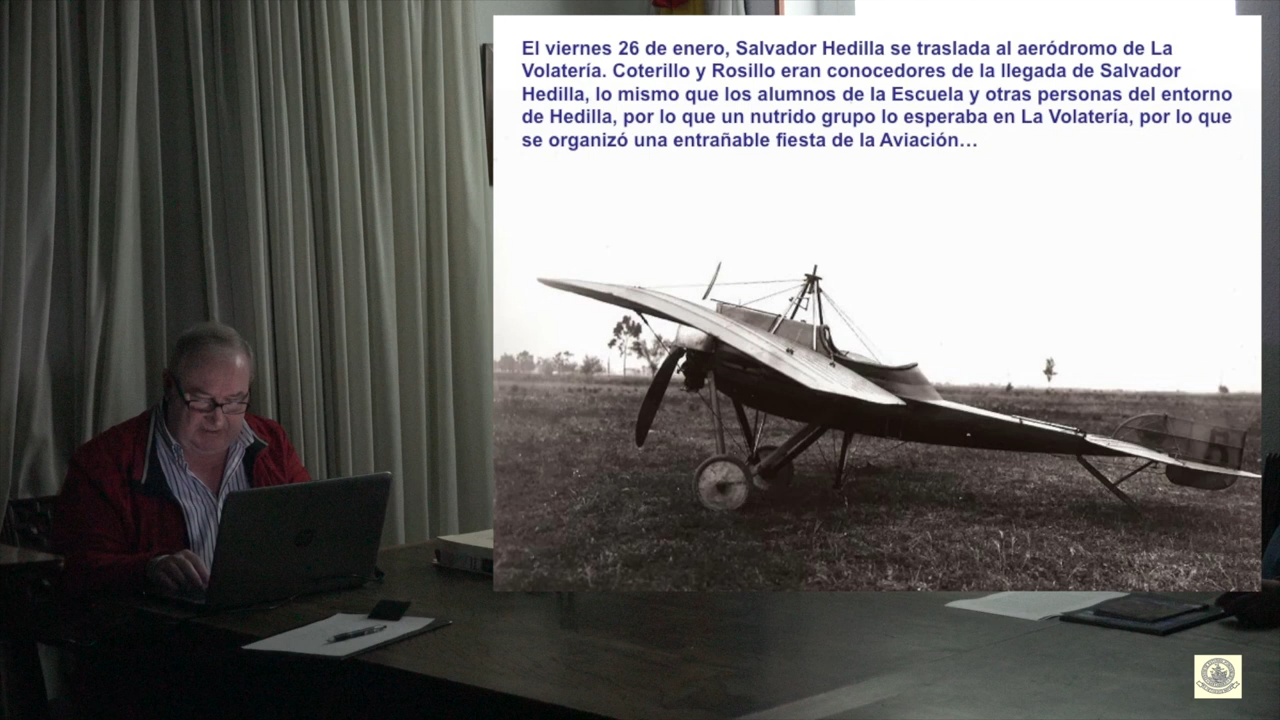 El viernes 26 de enero, Salvador Hedilla se traslada al aeródromo de La
Volatería. Coterillo y Rosillo eran conocedores de la llegada de Salvador
Hedilla, lo mismo que los alumnos de la Escuela y otras personas del entorno
de Hedilla, por lo que un nutrido grupo lo esperaba en La Volatería, por lo que
se organizó una entrañable fiesta de la Aviación…